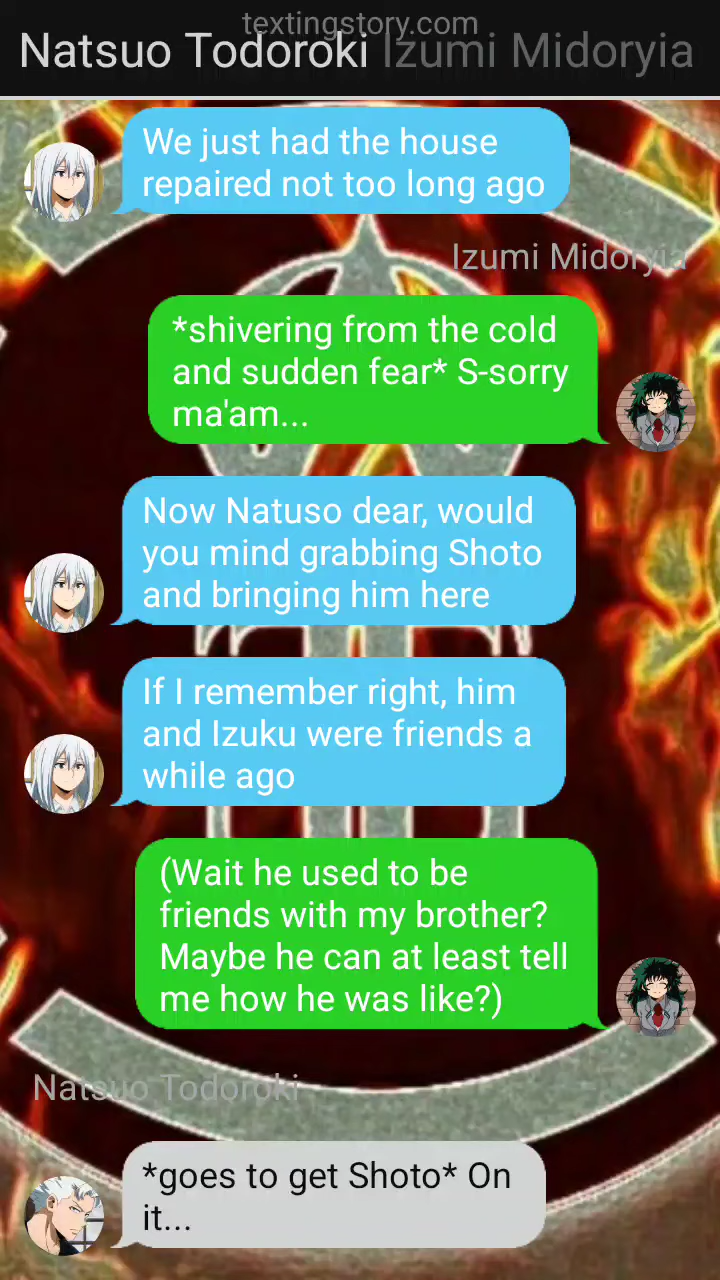 textingstory.com
Natsuo Todoroki Izumi Midoryia
We just had the house
repaired not too long ago
Izumi Midoryia
*shivering from the cold
and sudden fear* S-sorry
ma'am...
Now Natuso dear, would
you mind grabbing Shoto
and bringing him here
If I remember right, him
and Izuku were friends a
while ago
(Wait he used to be
friends with my brother?
Maybe he can at least tell
me how he was like?)
Natsuo Todoroki
*goes to get Shoto* On
it...